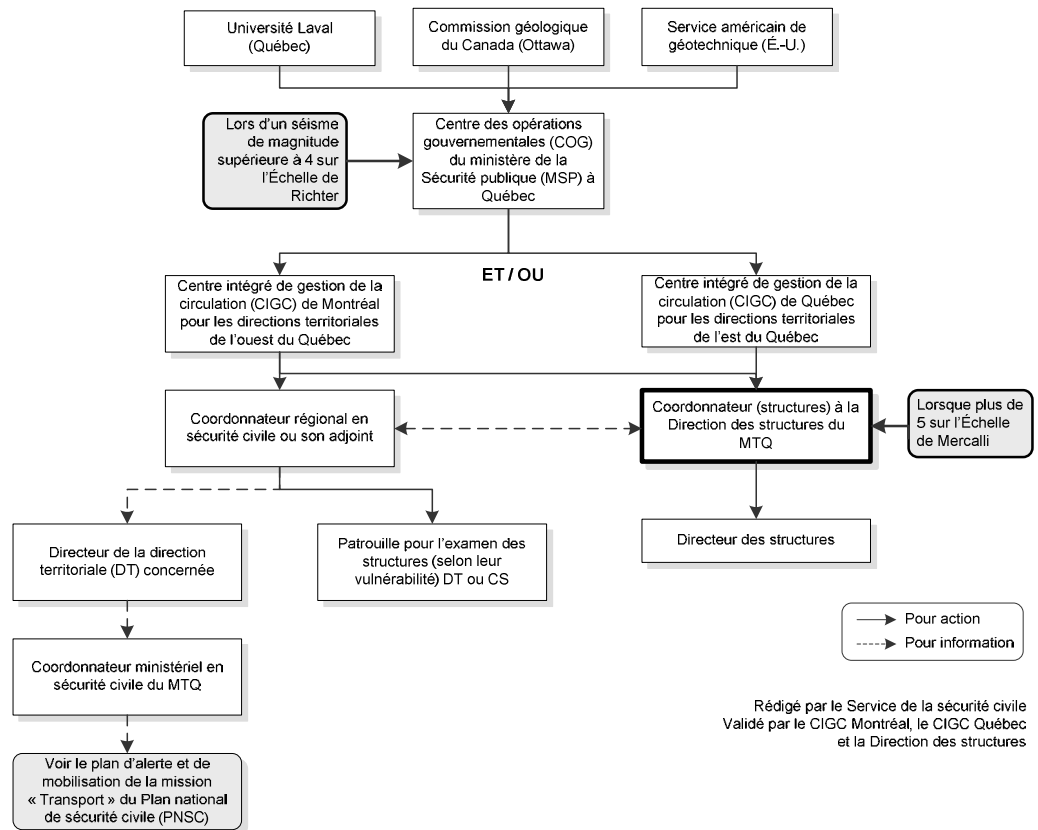 Université Laval
(Québec)
Commission géologique
du Canada (Ottawa)
Service américain de
géotechnique (É.-U.)
Lors d'un séisme
de magnitude
supérieure à 4 sur
l'Échelle de
Richter
Centre des opérations
gouvernementales (COG)
du ministère de la
Sécurité publique (MSP) à
Québec
ET / OU
Centre intégré de gestion de la
circulation (CIGC) de Montréal
pour les directions territoriales
de l'ouest du Québec
Centre intégré de gestion de la
circulation (CIGC) de Québec
pour les directions territoriales
de l'est du Québec
Coordonnateur régional en
sécurité civile ou son adjoint
Coordonnateur (structures) à la
Direction des structures du
MTQ
Lorsque plus de
5 sur l'Échelle
de Mercalli
Directeur de la direction
territoriale (DT) concernée
Patrouille pour l'examen des
structures (selon leur
vulnérabilité) DT ou CS
Directeur des structures
Pour action
Pour information
Coordonnateur ministériel en
sécurité civile du MTQ
Rédigé par le Service de la sécurité civile
Validé par le CIGC Montréal, le CIGC Québec
et la Direction des structures
Voir le plan d'alerte et de
mobilisation de la mission
« Transport » du Plan national
de sécurité civile (PNSC)